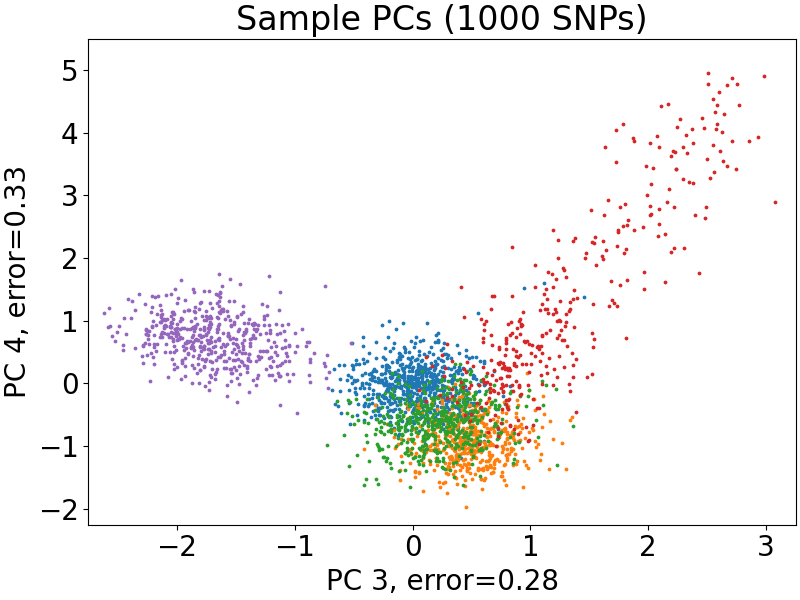 Sample PCs (1000 SNPs)
5
4
3
2
1
0
−1
−2
PC 4, error=0.33
−2 −1 0 1 2 3
PC 3, error=0.28